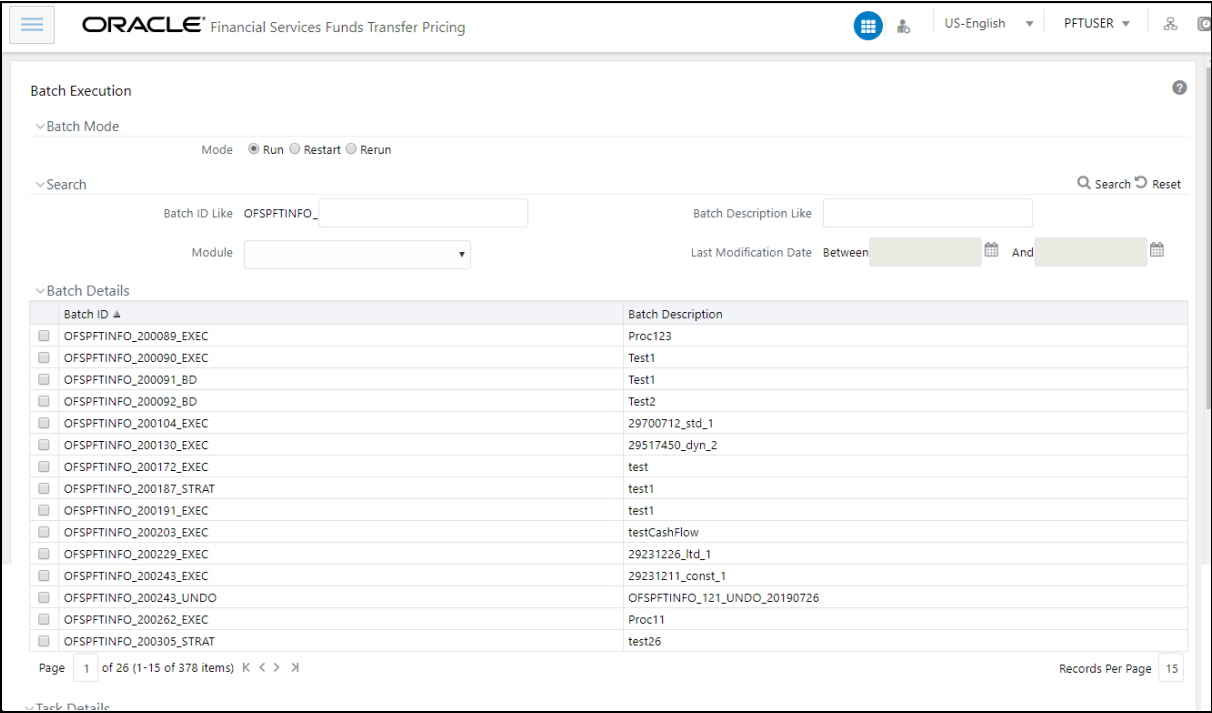 ORACLE® Financial Services Funds Transfer Pricing US-English PFTUSER
Batch Execution
Batch Mode
Mode Run Restart Rerun
Search Search Reset
Batch ID Like OFSPFTINFO_ Batch Description Like
Module Last Modification Date Between And
Batch Details
Batch ID Batch Description
OFSPFTINFO_200089_EXEC Proc123
OFSPFTINFO_200090_EXEC Test1
OFSPFTINFO_200091_BD Test1
OFSPFTINFO_200092_BD Test2
OFSPFTINFO_200104_EXEC 29700712_std_1
OFSPFTINFO_200130_EXEC 29517450_dyn_2
OFSPFTINFO_200172_EXEC test
OFSPFTINFO_200187_STRAT test1
OFSPFTINFO_200191_EXEC test1
OFSPFTINFO_200203_EXEC testCashFlow
OFSPFTINFO_200229_EXEC 29231226_ltd_1
OFSPFTINFO_200243_EXEC 29231211_const_1
OFSPFTINFO_200243_UNDO OFSPFTINFO_121_UNDO_20190726
OFSPFTINFO_200262_EXEC Proc11
OFSPFTINFO_200305_STRAT test26
Page 1 of 26 (1-15 of 378 items) Records Per Page 15
Task Details